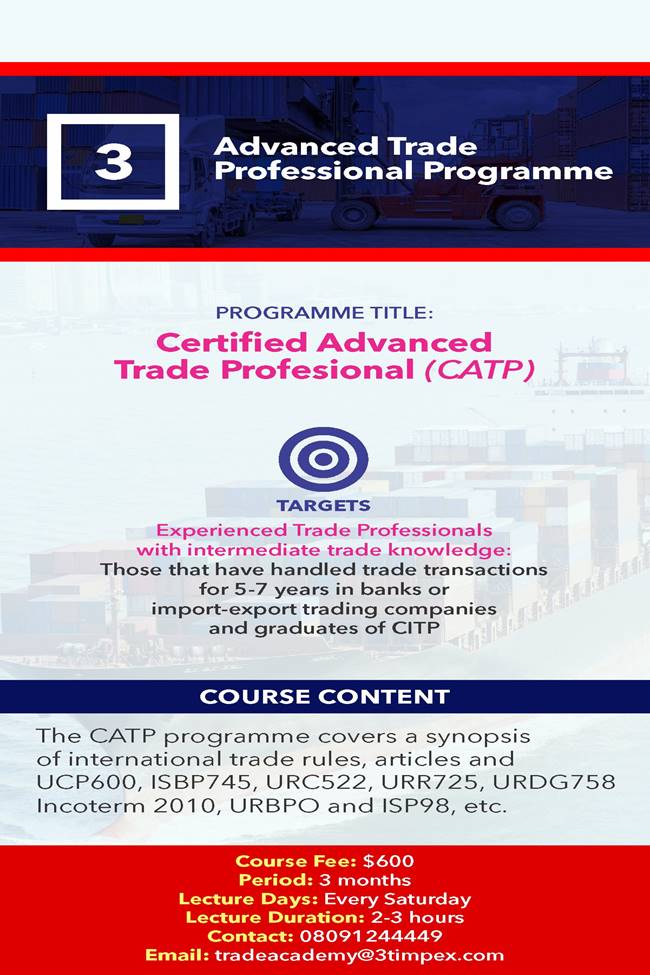 3
Advanced Trade
Professional Programme
PROGRAMME TITLE:
Certified Advanced
Trade Profesional (CATP)
TARGETS
Experienced Trade Professionals
with intermediate trade knowledge:
Those that have handled trade transactions
for 5-7 years in banks or
import-export trading companies
and graduates of CITP
COURSE CONTENT
The CATP programme covers a synopsis
of international trade rules, articles and
UCP600, ISBP745, URC522, URR725, URDG758
Incoterm 2010, URBPO and ISP98, etc.
Course Fee: $600
Period: 3 months
Lecture Days: Every Saturday
Lecture Duration: 2-3 hours
Contact: 08091244449
Email: tradeacademy@3timpex.com